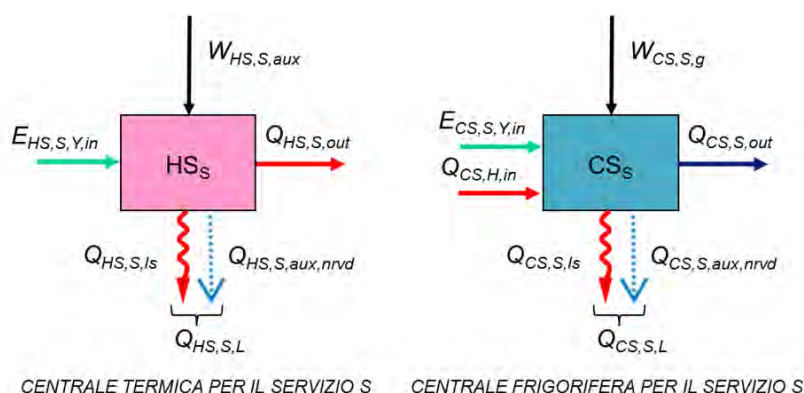 W_HS,S,aux
E_HS,S,Y,in
HS_S
Q_HS,S,out
Q_HS,S,ls
Q_HS,S,aux,nrvd
Q_HS,S,L
CENTRALE TERMICA PER IL SERVIZIO S
W_CS,S,g
E_CS,S,Y,in
Q_CS,H,in
CS_S
Q_CS,S,out
Q_CS,S,ls
Q_CS,S,aux,nrvd
Q_CS,S,L
CENTRALE FRIGORIFERA PER IL SERVIZIO S